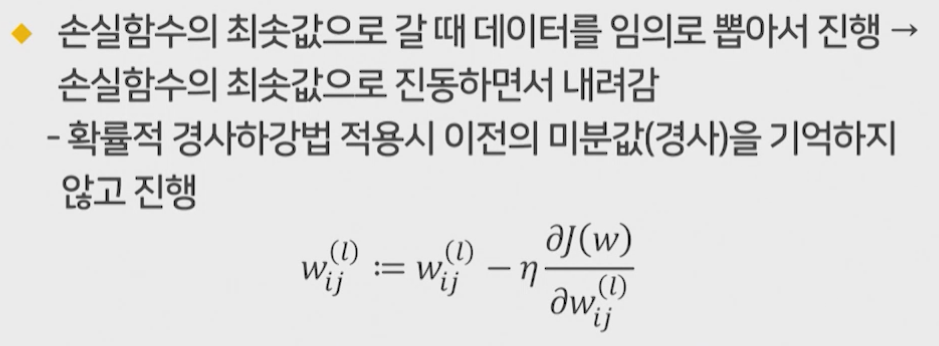 ◆ 손실함수의 최솟값으로 갈 때 데이터를 임의로 뽑아서 진행 →
손실함수의 최솟값으로 진동하면서 내려감
- 확률적 경사하강법 적용시 이전의 미분값(경사)을 기억하지
않고 진행
$w_{ij}^{(l)} := w_{ij}^{(l)} - \eta \frac{\partial J(w)}{\partial w_{ij}^{(l)}}$